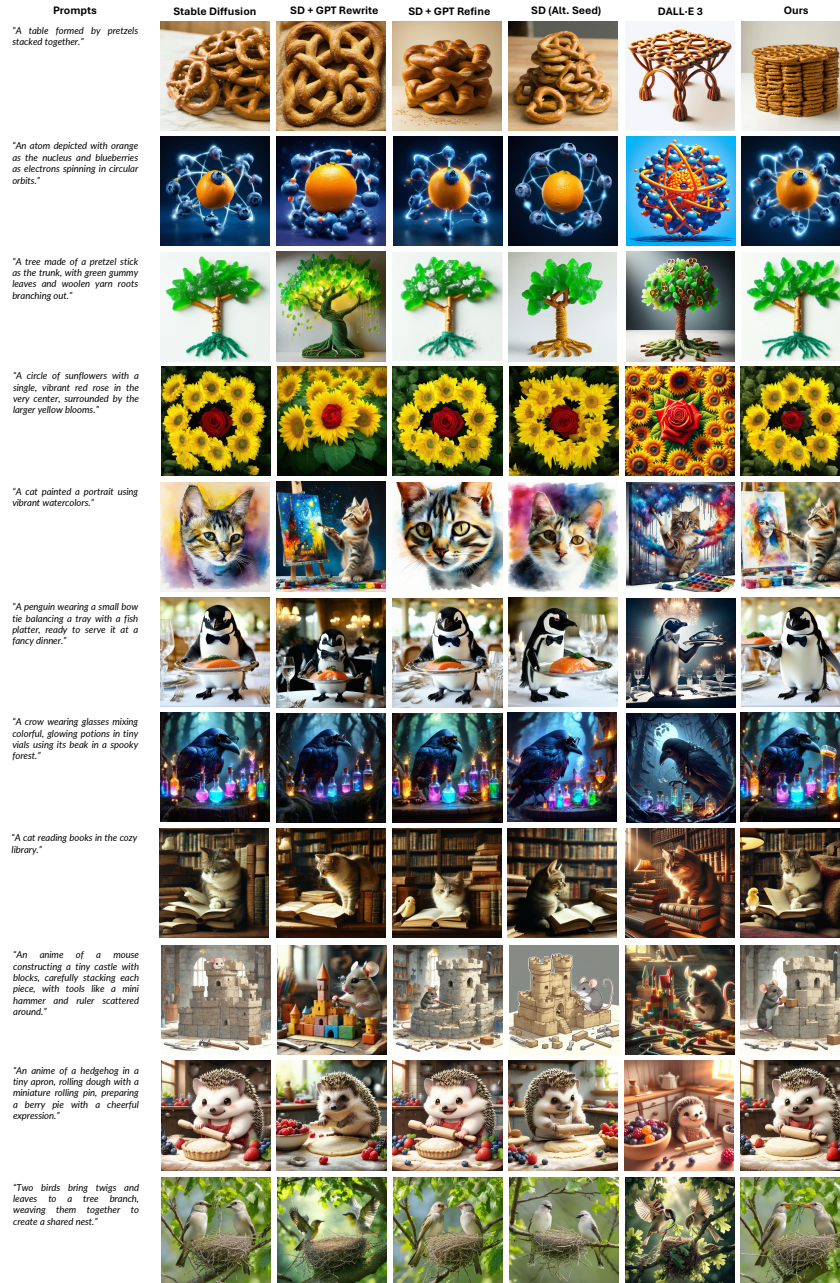 Prompts Stable Diffusion SD + GPT Rewrite SD + GPT Refine SD (Alt. Seed) DALL·E 3 Ours
"A table formed by pretzels
stacked together."
"An atom depicted with orange
as the nucleus and blueberries
as electrons spinning in circular
orbits."
"A tree made of a pretzel stick
as the trunk, with green gummy
leaves and woolen yarn roots
branching out."
"A circle of sunflowers with a
single, vibrant red rose in the
very center, surrounded by the
larger yellow blooms."
"A cat painted a portrait using
vibrant watercolors."
"A penguin wearing a small bow
tie balancing a tray with a fish
platter, ready to serve it at a
fancy dinner."
"A crow wearing glasses mixing
colorful, glowing potions in tiny
vials using its beak in a spooky
forest."
"A cat reading books in the cozy
library."
"An anime of a mouse
constructing a tiny castle with
blocks, carefully stacking each
piece, with tools like a mini
hammer and ruler scattered
around."
"An anime of a hedgehog in a
tiny apron, rolling dough with a
miniature rolling pin, preparing
a berry pie with a cheerful
expression."
"Two birds bring twigs and
leaves to a tree branch,
weaving them together to
create a shared nest."